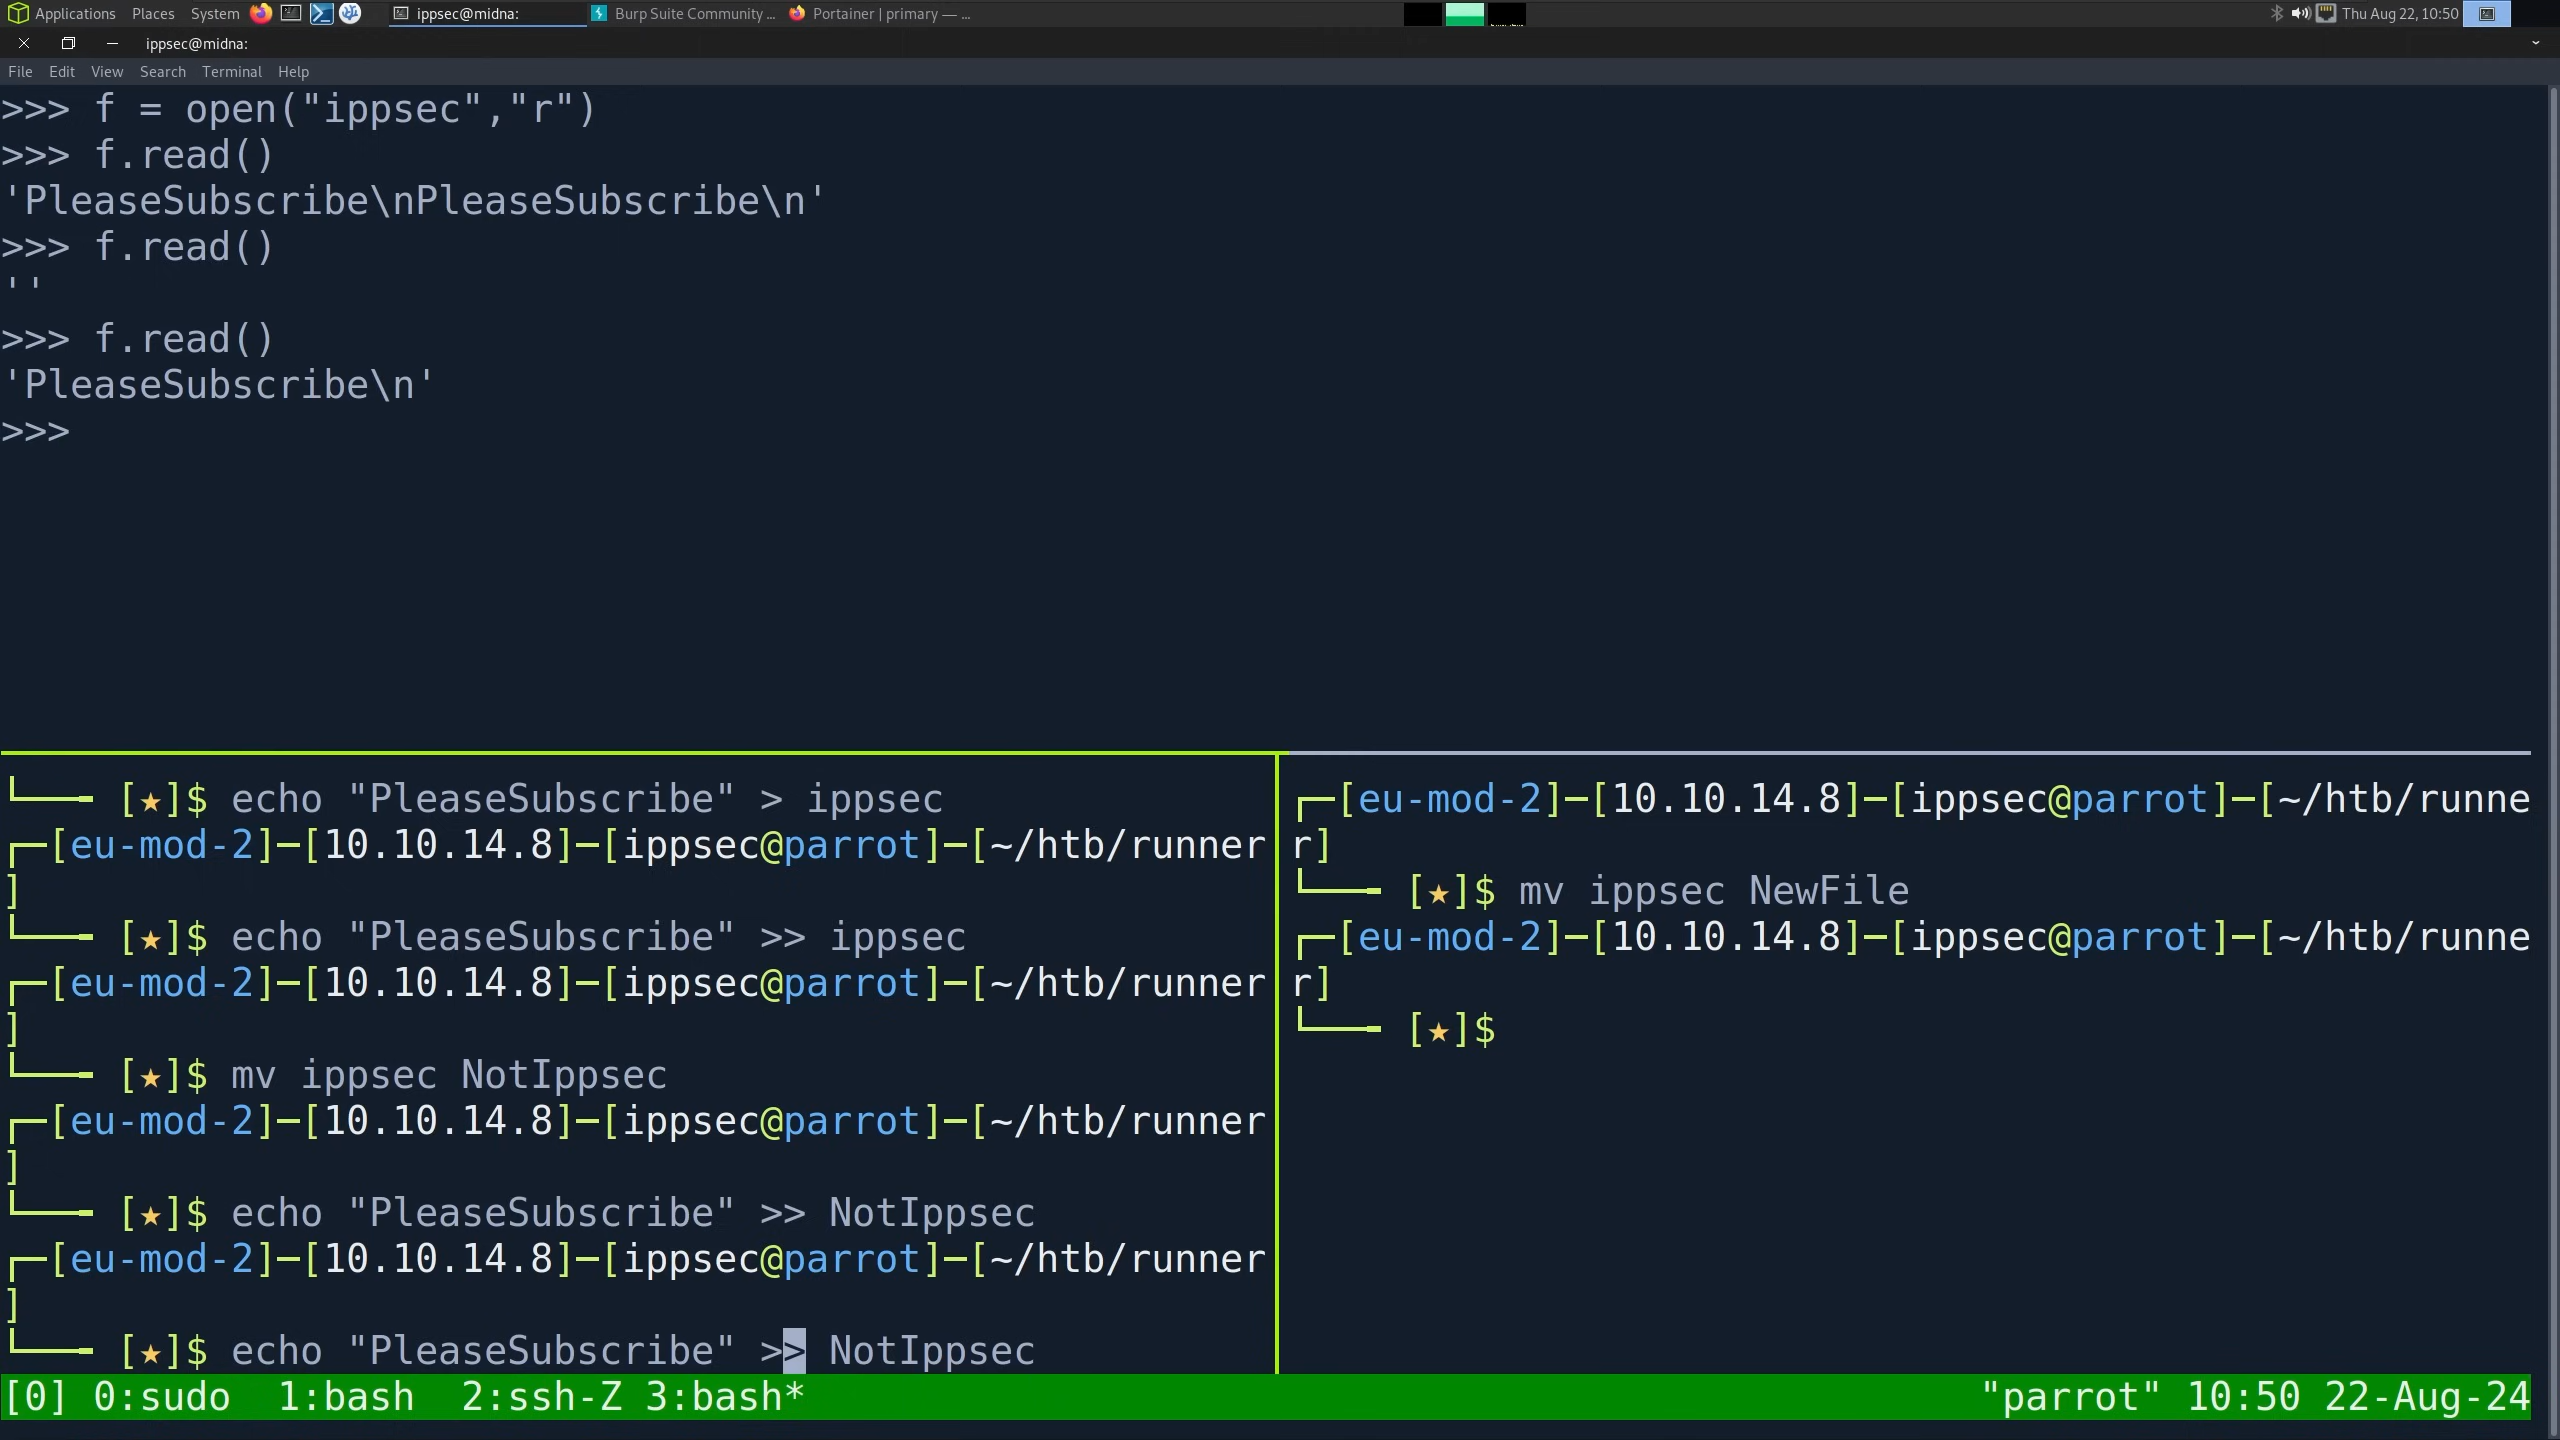 Applications Places System ippsec@midna: Burp Suite Community ... Portainer | primary — ... Thu Aug 22, 10:50
ippsec@midna:
File Edit View Search Terminal Help
>>> f = open("ippsec","r")
>>> f.read()
'PleaseSubscribe\nPleaseSubscribe\n'
>>> f.read()
''
>>> f.read()
'PleaseSubscribe\n'
>>>
└──╼ [★]$ echo "PleaseSubscribe" > ippsec
┌─[eu-mod-2]─[10.10.14.8]─[ippsec@parrot]─[~/htb/runner
]
└──╼ [★]$ echo "PleaseSubscribe" >> ippsec
┌─[eu-mod-2]─[10.10.14.8]─[ippsec@parrot]─[~/htb/runner
]
└──╼ [★]$ mv ippsec NotIppsec
┌─[eu-mod-2]─[10.10.14.8]─[ippsec@parrot]─[~/htb/runner
]
└──╼ [★]$ echo "PleaseSubscribe" >> NotIppsec
┌─[eu-mod-2]─[10.10.14.8]─[ippsec@parrot]─[~/htb/runner
]
└──╼ [★]$ echo "PleaseSubscribe" >> NotIppsec
┌─[eu-mod-2]─[10.10.14.8]─[ippsec@parrot]─[~/htb/runne
r]
└──╼ [★]$ mv ippsec NewFile
┌─[eu-mod-2]─[10.10.14.8]─[ippsec@parrot]─[~/htb/runne
r]
└──╼ [★]$
[0] 0:sudo 1:bash 2:ssh-Z 3:bash* "parrot" 10:50 22-Aug-24